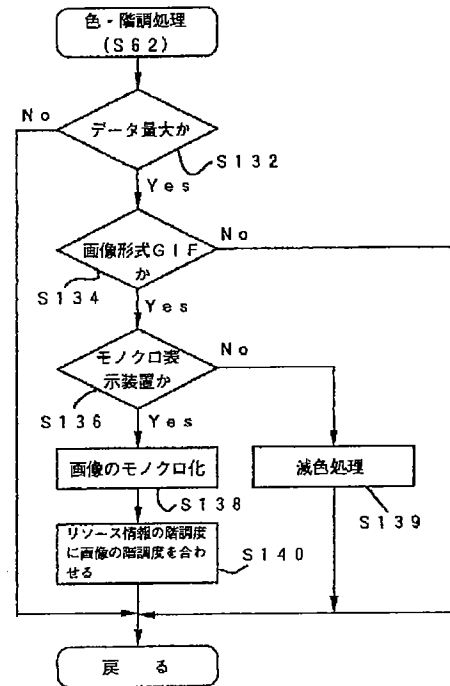 色・階調処理
(S62)
No
データ量大か
S132
Yes
画像形式GIF
か
No
S134
Yes
モノクロ表
示装置か
No
S136
Yes
画像のモノクロ化
減色処理
S138
S139
リソース情報の階調度
に画像の階調度を合わ
せる
S140
戻る